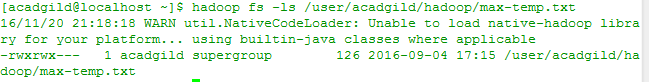 [acadgild@localhost ~]$ hadoop fs -ls /user/acadgild/hadoop/max-temp.txt
16/11/20 21:18:18 WARN util.NativeCodeLoader: Unable to load native-hadoop libra
ry for your platform... using builtin-java classes where applicable
-rwxrwx---   1 acadgild supergroup        126 2016-09-04 17:15 /user/acadgild/ha
doop/max-temp.txt